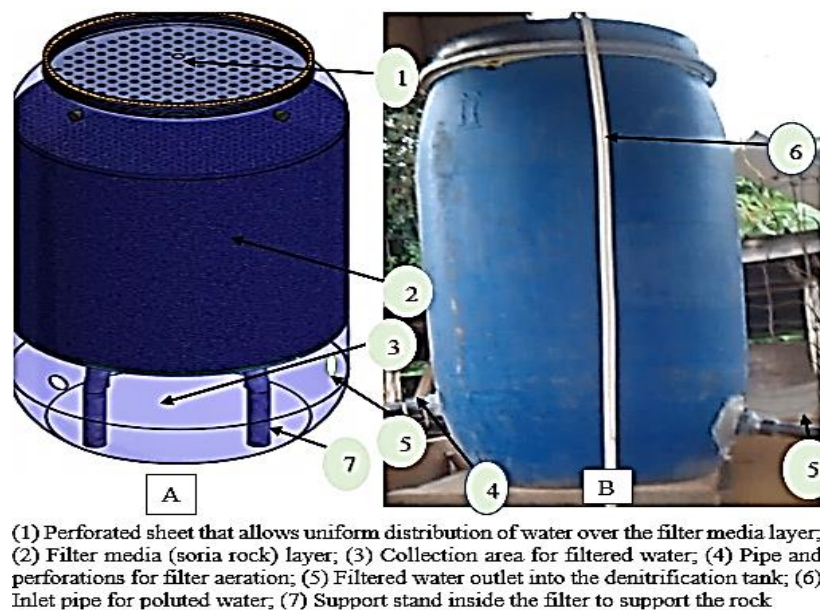 1
2
3
5
7
A
6
4
B
5
(1) Perforated sheet that allows uniform distribution of water over the filter media layer;
(2) Filter media (soria rock) layer; (3) Collection area for filtered water; (4) Pipe and
perforations for filter aeration; (5) Filtered water outlet into the denitrification tank; (6)
Inlet pipe for poluted water; (7) Support stand inside the filter to support the rock